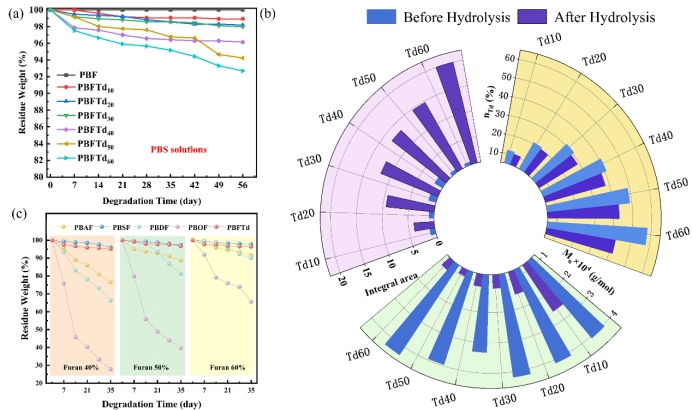 (a)
Residue Weight (%)
100
98
96
94
92
90
88
86
84
82
80
PBF
PBFTd10
PBFTd20
PBFTd30
PBFTd40
PBFTd50
PBFTd60
PBS solutions
0 7 14 21 28 35 42 49 56
Degradation Time (day)
(b)
Before Hydrolysis
After Hydrolysis
Td60
Td50
Td40
Td30
Td20
Td10
20
15
10
5
0
Integral area
60
50
40
30
20
10
nTd (%)
Td10
Td20
Td30
Td40
Td50
Td60
1
2
3
4
Mn×10⁴ (g/mol)
Td60
Td50
Td40
Td30
Td20
Td10
(c)
PBAF PBSF PBDF PBOF PBFTd
Residue Weight (%)
100
90
80
70
60
50
40
30
20
Furan 40% Furan 50% Furan 60%
7 21 35 7 21 35 7 21 35
Degradation Time (day)